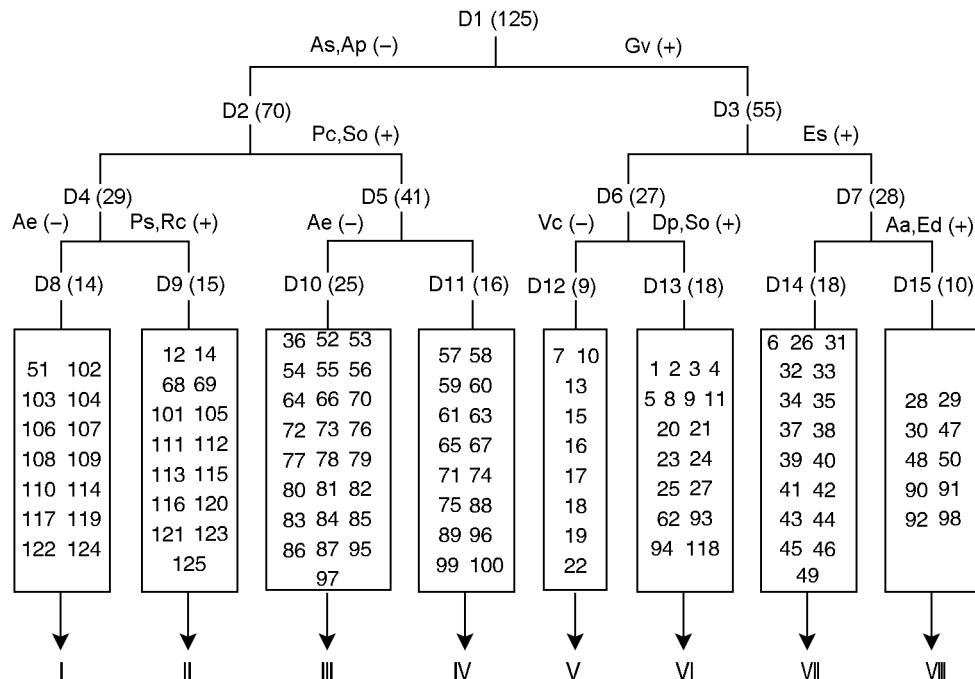 D1 (125)
As,Ap (–) Gv (+)
D2 (70) D3 (55)
Pc,So (+) Es (+)
D4 (29) D5 (41) D6 (27) D7 (28)
Ae (–) Ps,Rc (+) Ae (–) Vc (–) Dp,So (+) Aa,Ed (+)
D8 (14) D9 (15) D10 (25) D11 (16) D12 (9) D13 (18) D14 (18) D15 (10)
51 102
103 104
106 107
108 109
110 114
117 119
122 124
12 14
68 69
101 105
111 112
113 115
116 120
121 123
125
36 52 53
54 55 56
64 66 70
72 73 76
77 78 79
80 81 82
83 84 85
86 87 95
97
57 58
59 60
61 63
65 67
71 74
75 88
89 96
99 100
7 10
13
15
16
17
18
19
22
1 2 3 4
5 8 9 11
20 21
23 24
25 27
62 93
94 118
6 26 31
32 33
34 35
37 38
39 40
41 42
43 44
45 46
49
28 29
30 47
48 50
90 91
92 98
Ⅰ Ⅱ Ⅲ Ⅳ Ⅴ Ⅵ Ⅶ Ⅷ